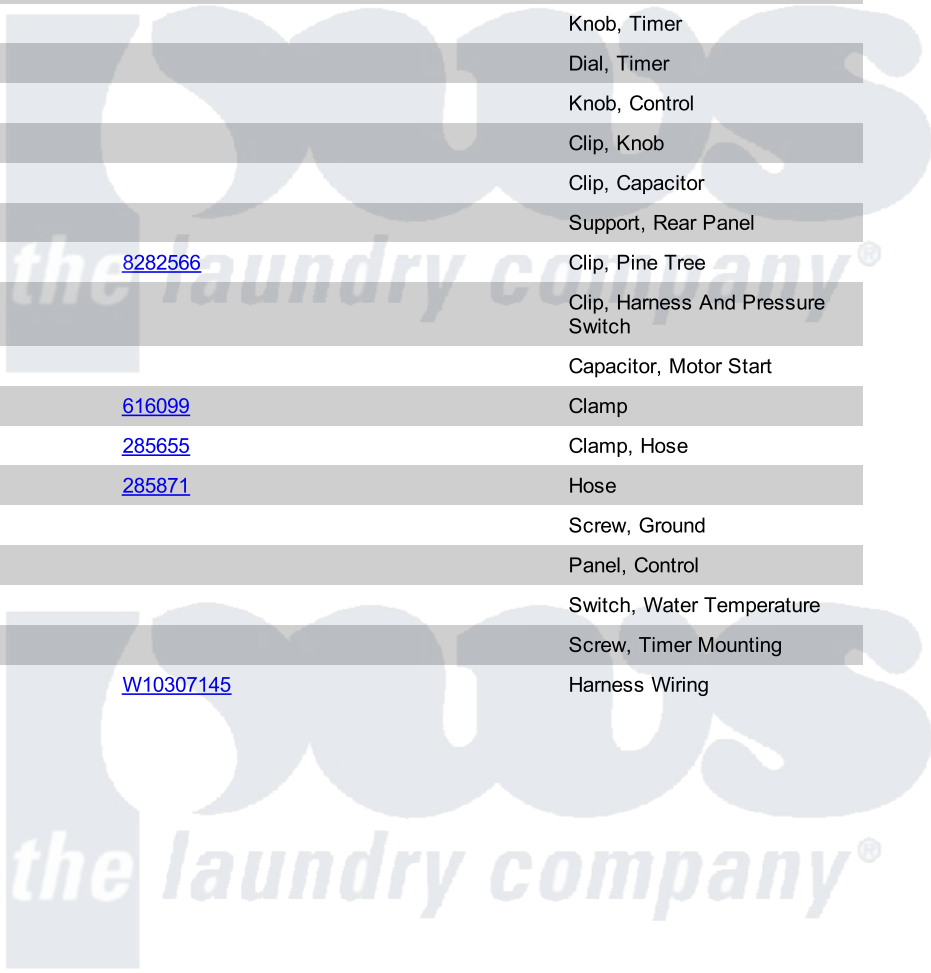 Knob, Timer
Dial, Timer
Knob, Control
Clip, Knob
Clip, Capacitor
Support, Rear Panel
8282566 Clip, Pine Tree
Clip, Harness And Pressure
Switch
Capacitor, Motor Start
616099 Clamp
285655 Clamp, Hose
285871 Hose
Screw, Ground
Panel, Control
Switch, Water Temperature
Screw, Timer Mounting
W10307145 Harness Wiring
pws
the laundry company®
pws
the laundry company®